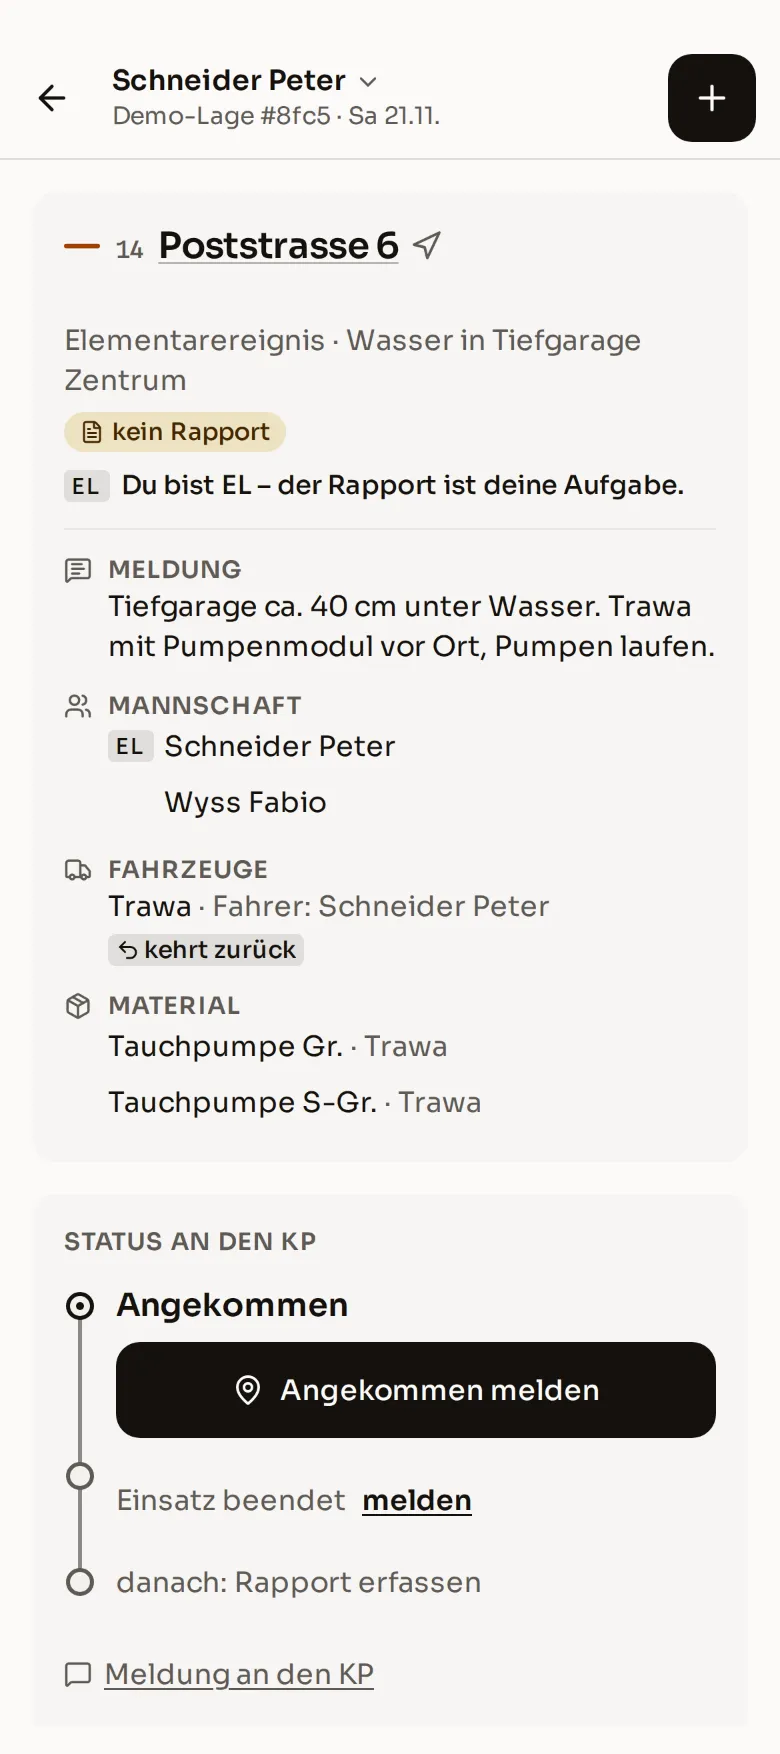 Schneider Peter
Demo-Lage #8fc5 · Sa 21.11.
14 Poststrasse 6
Elementarereignis · Wasser in Tiefgarage
Zentrum
kein Rapport
EL Du bist EL – der Rapport ist deine Aufgabe.
MELDUNG
Tiefgarage ca. 40 cm unter Wasser. Trawa
mit Pumpenmodul vor Ort, Pumpen laufen.
MANNSCHAFT
EL Schneider Peter
Wyss Fabio
FAHRZEUGE
Trawa · Fahrer: Schneider Peter
kehrt zurück
MATERIAL
Tauchpumpe Gr. · Trawa
Tauchpumpe S-Gr. · Trawa
STATUS AN DEN KP
Angekommen
Angekommen melden
Einsatz beendet melden
danach: Rapport erfassen
Meldung an den KP